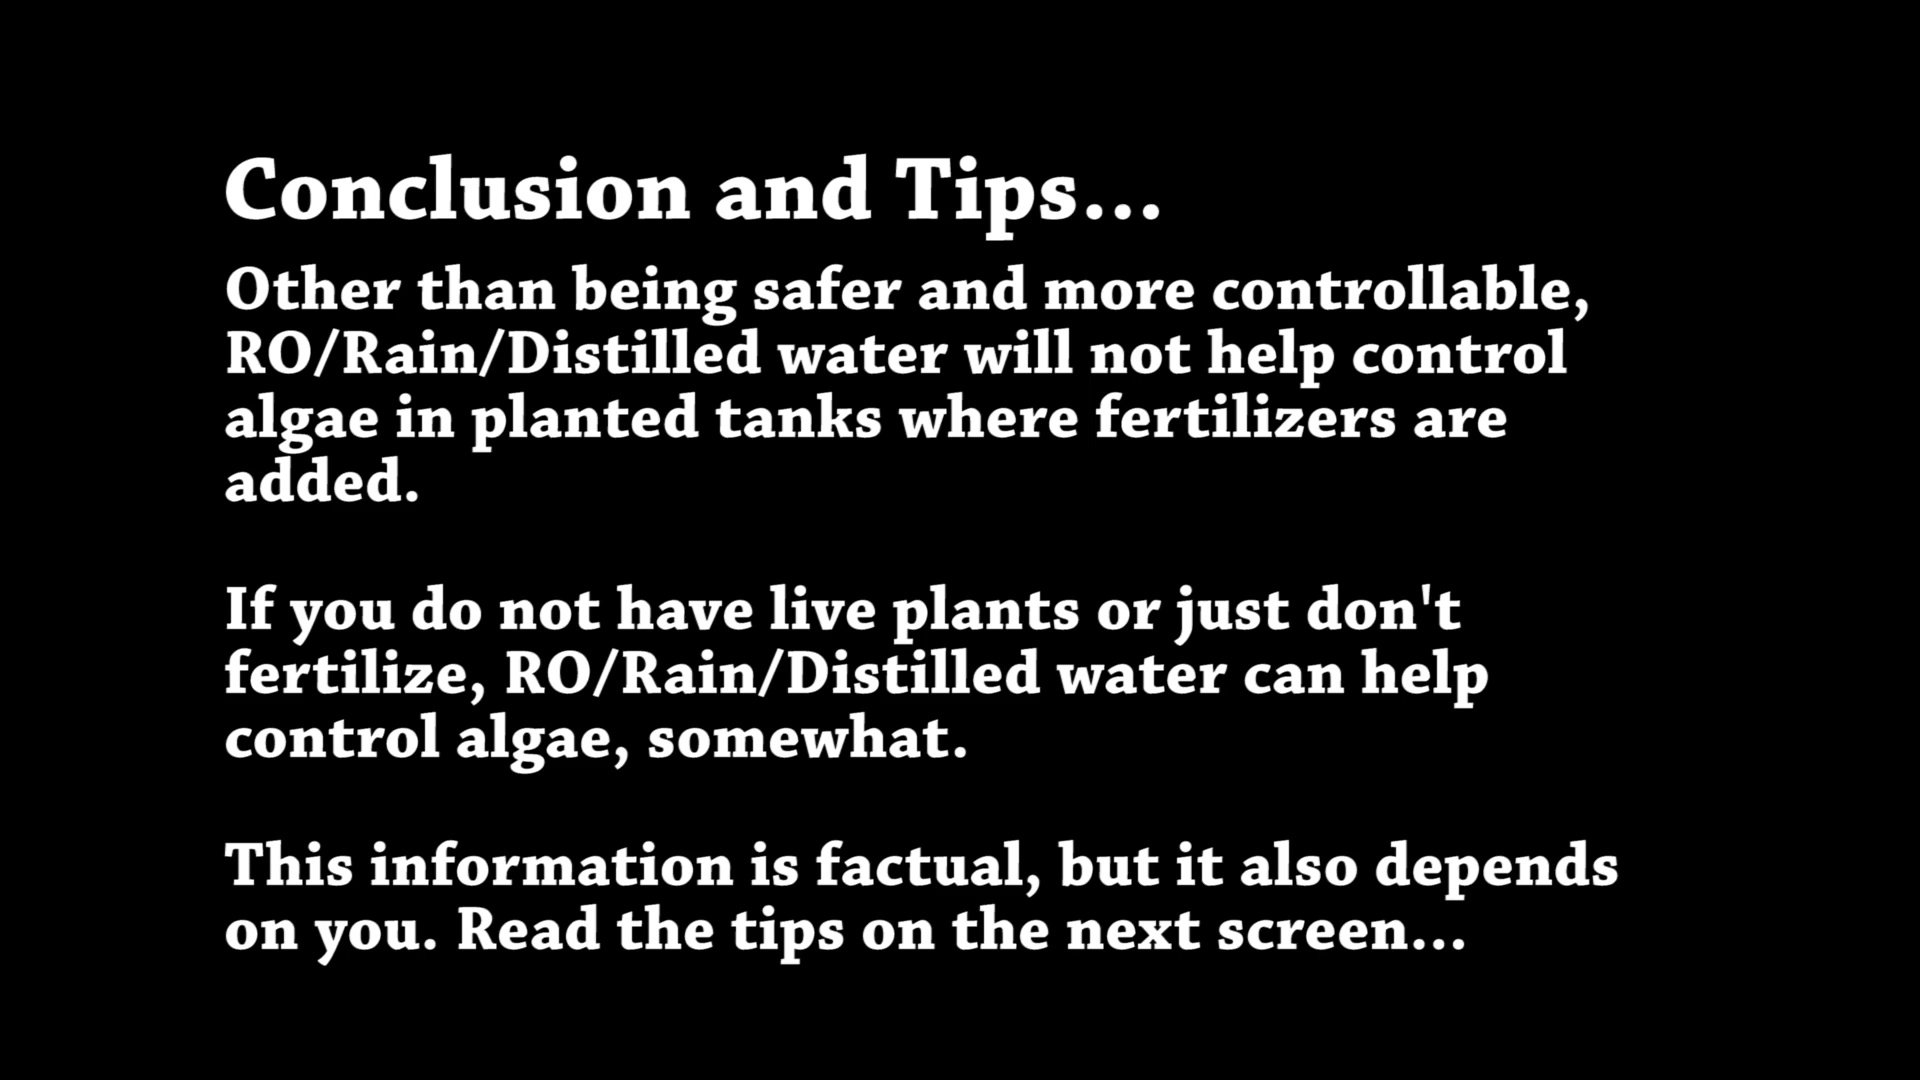 Conclusion and Tips...
Other than being safer and more controllable,
RO/Rain/Distilled water will not help control
algae in planted tanks where fertilizers are
added.
If you do not have live plants or just don't
fertilize, RO/Rain/Distilled water can help
control algae, somewhat.
This information is factual, but it also depends
on you. Read the tips on the next screen...